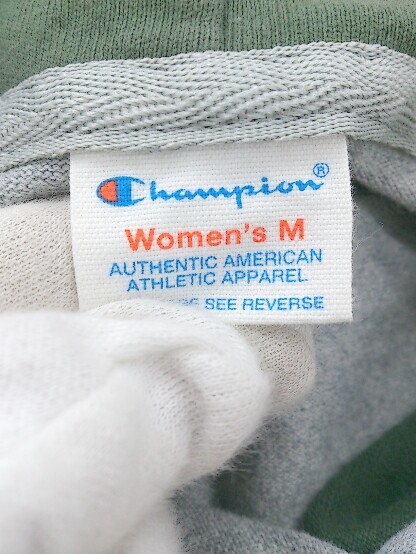 Champion®
Women's M
AUTHENTIC AMERICAN
ATHLETIC APPAREL
SEE REVERSE